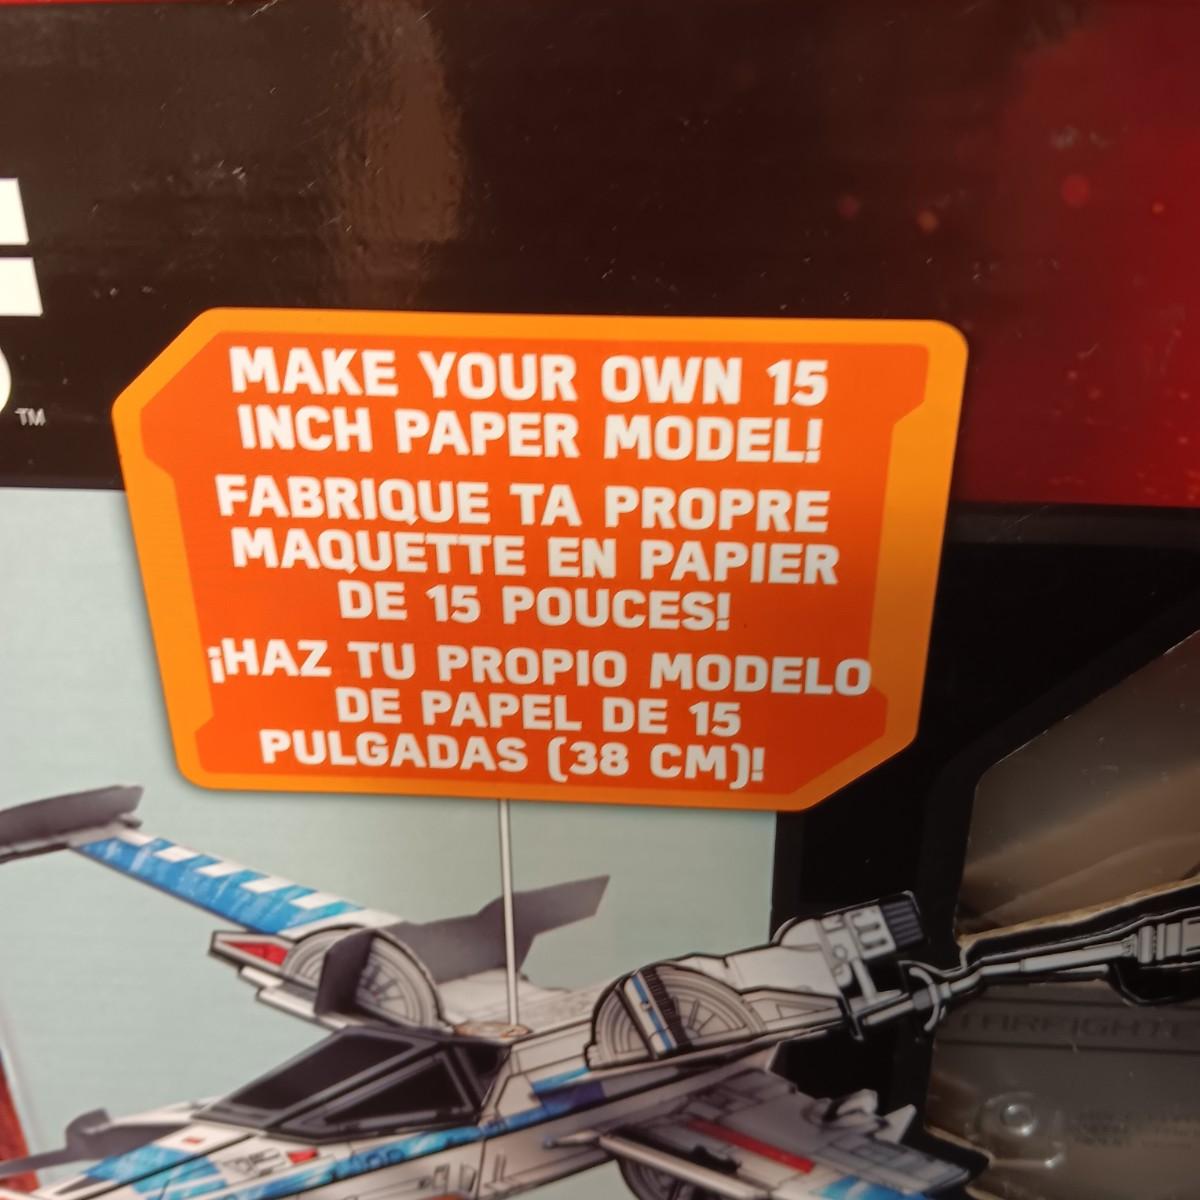 TM
MAKE YOUR OWN 15
INCH PAPER MODEL!
FABRIQUE TA PROPRE
MAQUETTE EN PAPIER
DE 15 POUCES!
¡HAZ TU PROPIO MODELO
DE PAPEL DE 15
PULGADAS (38 CM)!